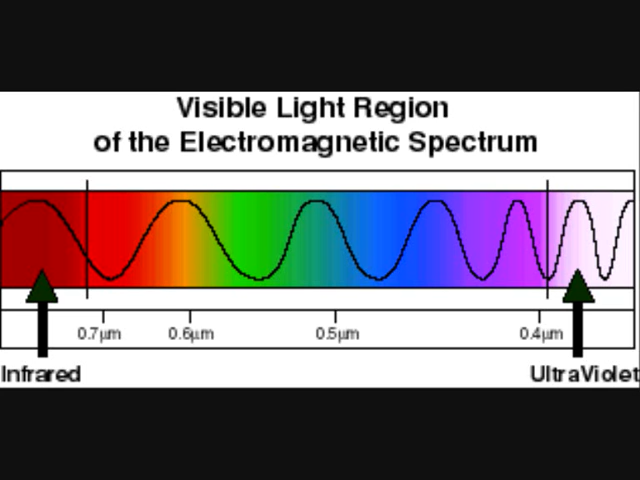 Visible Light Region
of the Electromagnetic Spectrum
0.7µm 0.6µm 0.5µm 0.4µm
Infrared UltraViolet